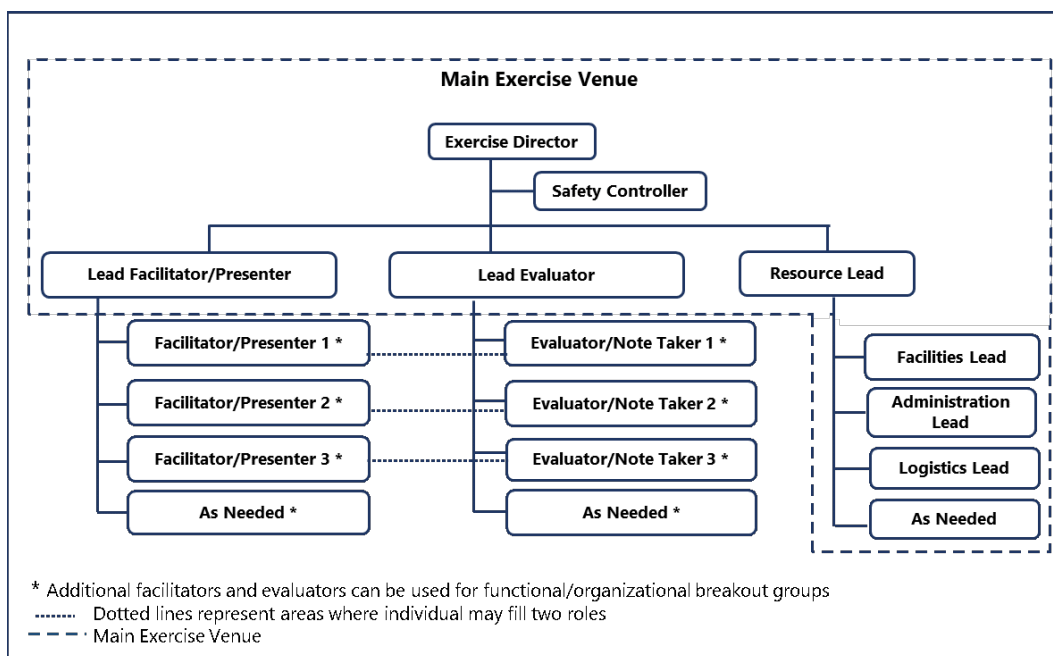 Main Exercise Venue
Exercise Director
Safety Controller
Lead Facilitator/Presenter
Lead Evaluator
Resource Lead
Facilitator/Presenter 1 *
Evaluator/Note Taker 1 *
Facilities Lead
Facilitator/Presenter 2 *
Evaluator/Note Taker 2 *
Administration
Lead
Facilitator/Presenter 3 *
Evaluator/Note Taker 3 *
Logistics Lead
As Needed *
As Needed *
As Needed
* Additional facilitators and evaluators can be used for functional/organizational breakout groups
Dotted lines represent areas where individual may fill two roles
Main Exercise Venue